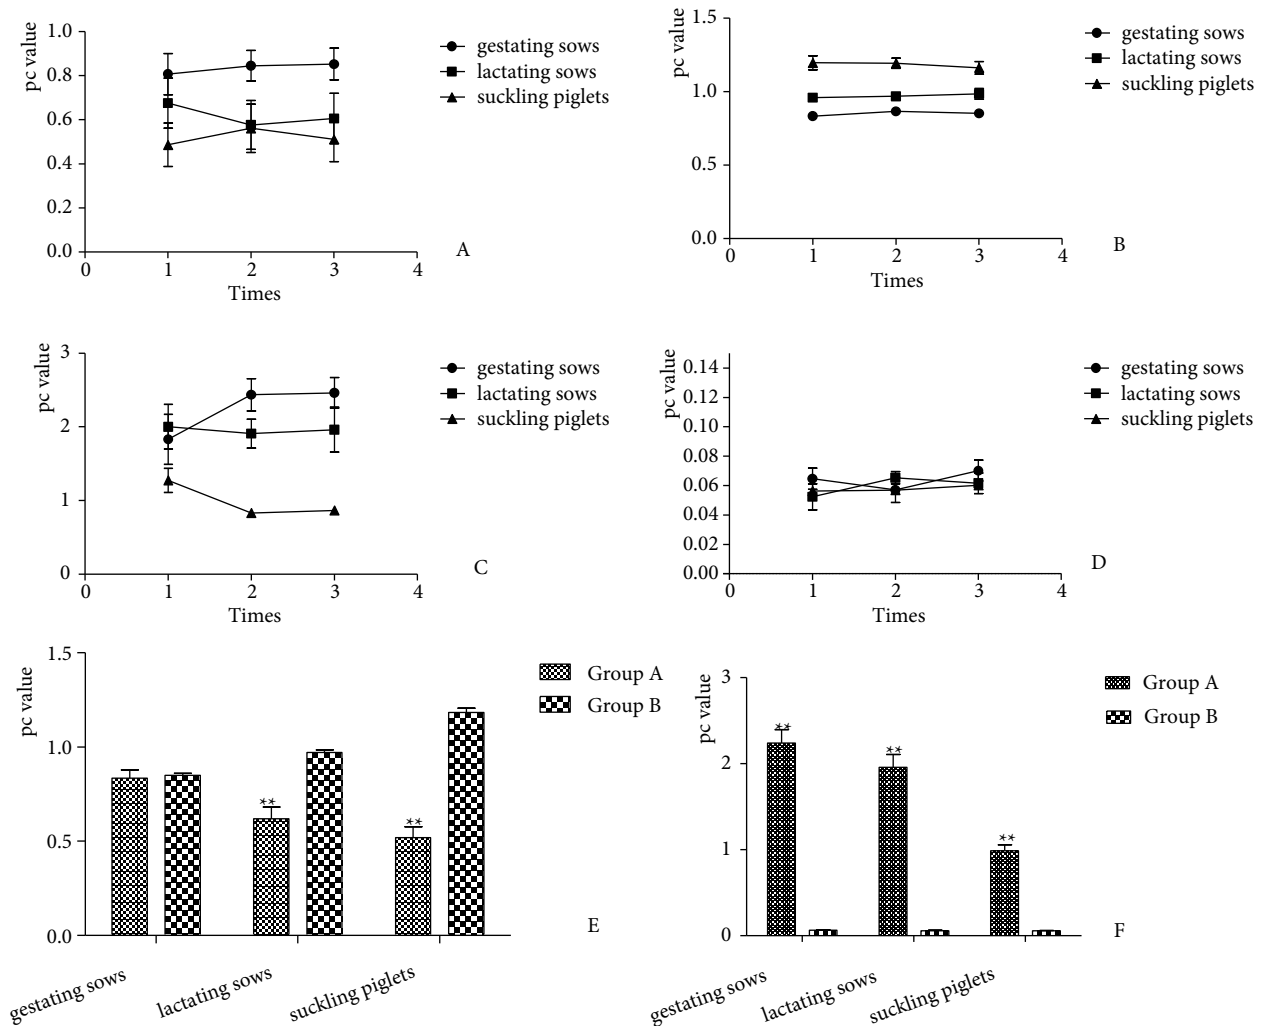 pc value
1.0
0.8
0.6
0.4
0.2
0.0
0 1 2 3 4
Times
gestating sows
lactating sows
suckling piglets
A
pc value
1.5
1.0
0.5
0.0
0 1 2 3 4
Times
gestating sows
lactating sows
suckling piglets
B
pc value
3
2
1
0
0 1 2 3 4
Times
gestating sows
lactating sows
suckling piglets
C
pc value
0.14
0.12
0.10
0.08
0.06
0.04
0.02
0.00
0 1 2 3 4
Times
gestating sows
lactating sows
suckling piglets
D
pc value
1.5
1.0
0.5
0.0
**
**
gestating sows
lactating sows
suckling piglets
Group A
Group B
E
pc value
3
2
1
0
**
**
**
gestating sows
lactating sows
suckling piglets
Group A
Group B
F